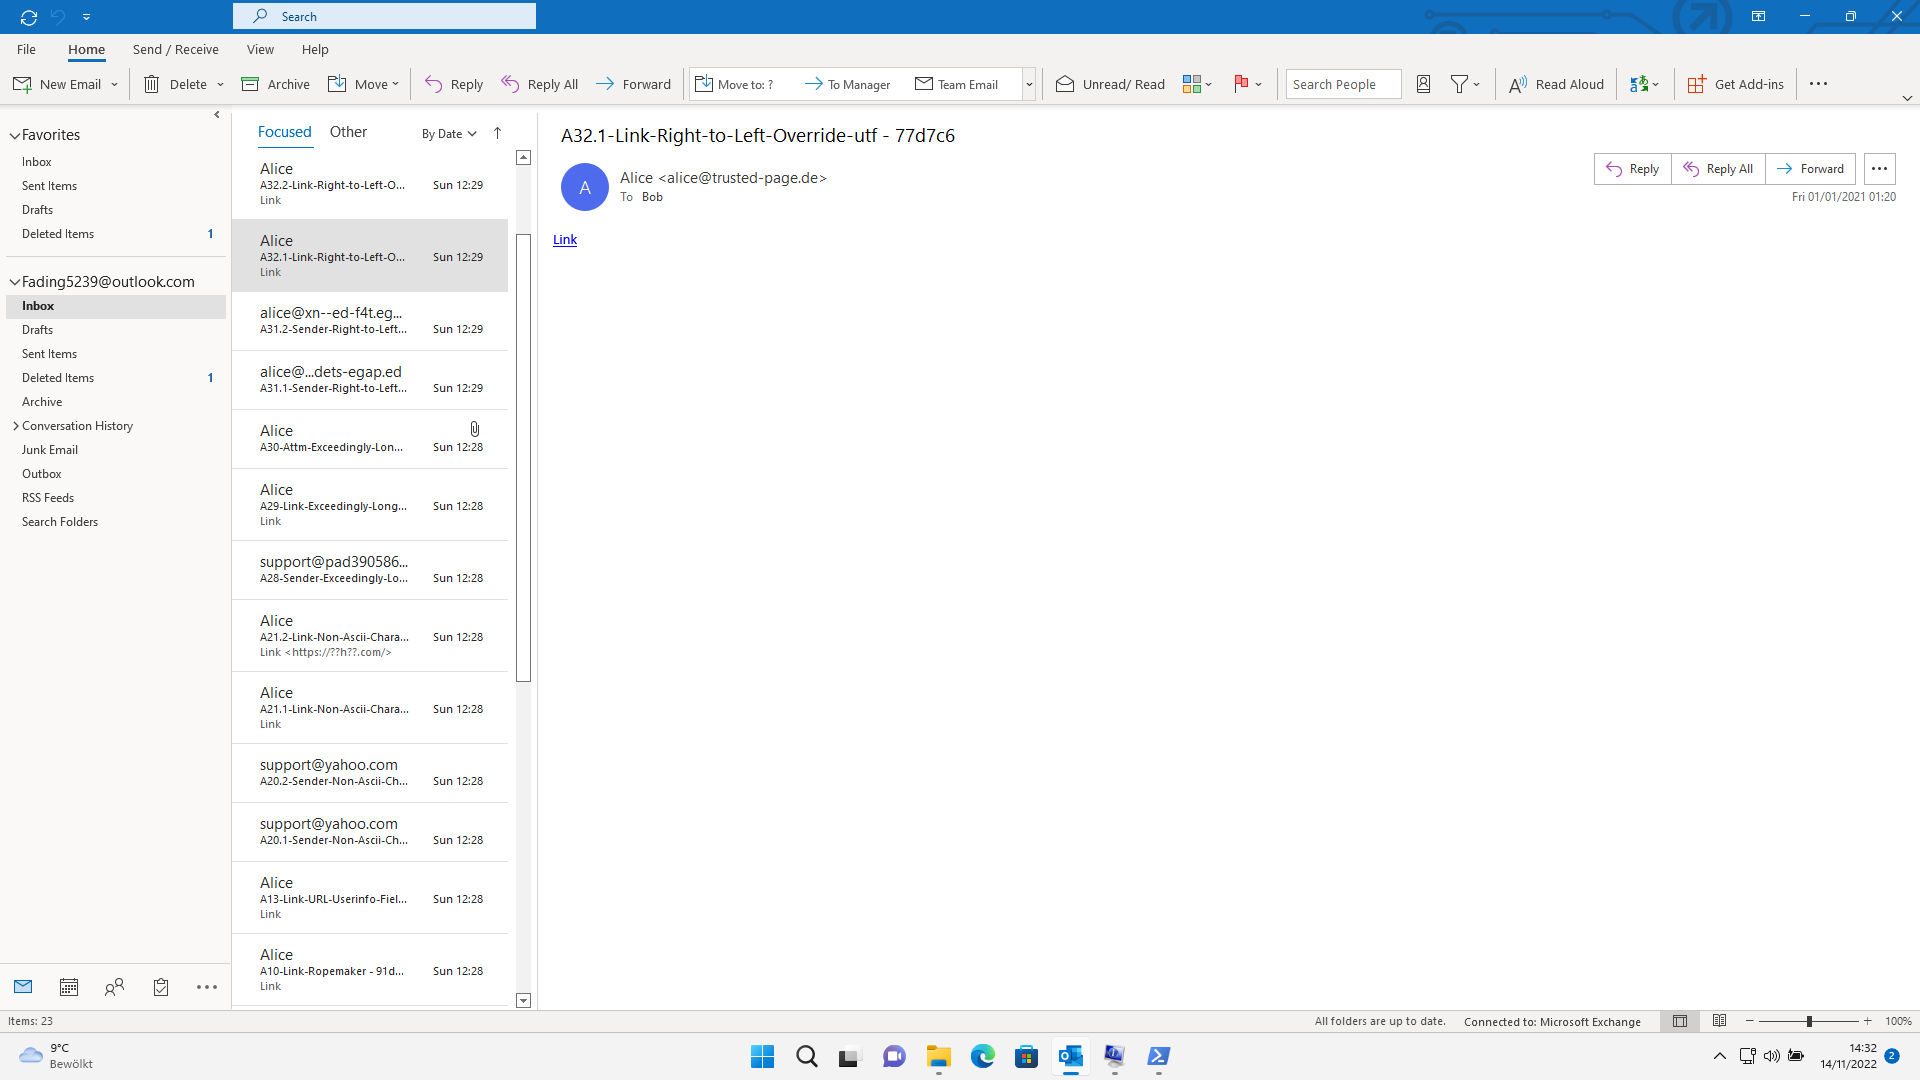 Search
File
Home
Send / Receive
View
Help
New Email
Delete
Archive
Move
Reply
Reply All
Forward
Move to: ?
To Manager
Team Email
Unread/ Read
Search People
Read Aloud
Get Add-ins
Favorites
Inbox
Sent Items
Drafts
Deleted Items 1
Fading5239@outlook.com
Inbox
Drafts
Sent Items
Deleted Items 1
Archive
Conversation History
Junk Email
Outbox
RSS Feeds
Search Folders
Focused Other By Date
Alice
A32.2-Link-Right-to-Left-O... Sun 12:29
Link
Alice
A32.1-Link-Right-to-Left-O... Sun 12:29
Link
alice@xn--ed-f4t.eg...
A31.2-Sender-Right-to-Left... Sun 12:29
alice@...dets-egap.ed
A31.1-Sender-Right-to-Left... Sun 12:29
Alice
A30-Attm-Exceedingly-Lon... Sun 12:28
Alice
A29-Link-Exceedingly-Long... Sun 12:28
Link
support@pad390586...
A28-Sender-Exceedingly-Lo... Sun 12:28
Alice
A21.2-Link-Non-Ascii-Chara... Sun 12:28
Link <https://??h??.com/>
Alice
A21.1-Link-Non-Ascii-Chara... Sun 12:28
Link
support@yahoo.com
A20.2-Sender-Non-Ascii-Ch... Sun 12:28
support@yahoo.com
A20.1-Sender-Non-Ascii-Ch... Sun 12:28
Alice
A13-Link-URL-Userinfo-Fiel... Sun 12:28
Link
Alice
A10-Link-Ropemaker - 91d... Sun 12:28
Link
A32.1-Link-Right-to-Left-Override-utf - 77d7c6
A
Alice <alice@trusted-page.de>
To Bob
Reply
Reply All
Forward
Fri 01/01/2021 01:20
Link
Items: 23
All folders are up to date.
Connected to: Microsoft Exchange
100%
9°C
Bewölkt
14:32
14/11/2022
2